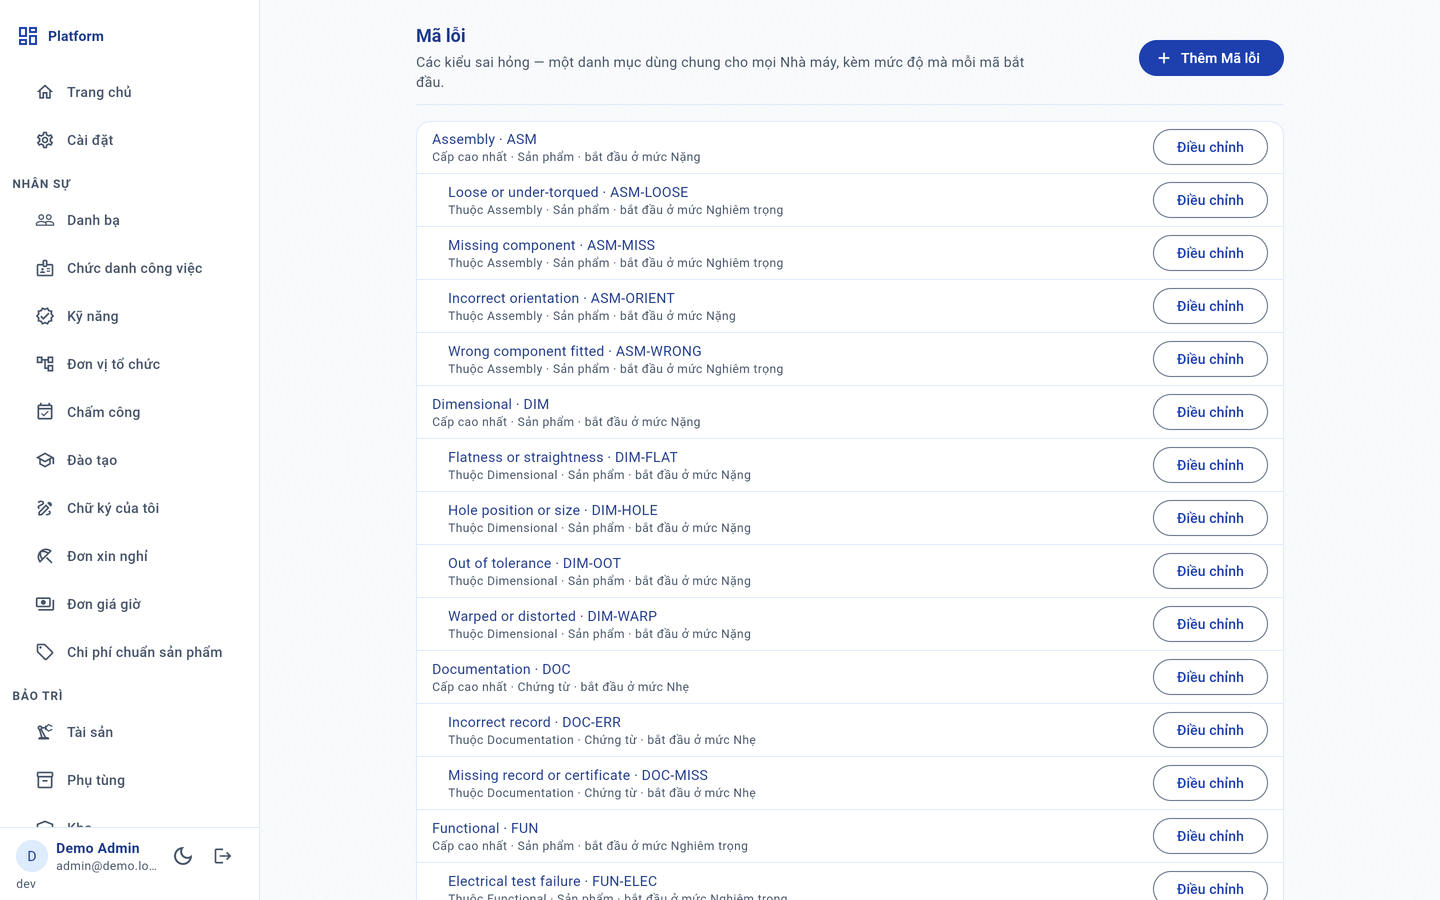 Platform
Trang chủ
Cài đặt
NHÂN SỰ
Danh bạ
Chức danh công việc
Kỹ năng
Đơn vị tổ chức
Chấm công
Đào tạo
Chữ ký của tôi
Đơn xin nghỉ
Đơn giá giờ
Chi phí chuẩn sản phẩm
BẢO TRÌ
Tài sản
Phụ tùng
Kho
D
Demo Admin
admin@demo.lo…
dev
Mã lỗi
Các kiểu sai hỏng — một danh mục dùng chung cho mọi Nhà máy, kèm mức độ mà mỗi mã bắt
đầu.
Thêm Mã lỗi
Assembly · ASM
Cấp cao nhất · Sản phẩm · bắt đầu ở mức Nặng
Điều chỉnh
Loose or under-torqued · ASM-LOOSE
Thuộc Assembly · Sản phẩm · bắt đầu ở mức Nghiêm trọng
Điều chỉnh
Missing component · ASM-MISS
Thuộc Assembly · Sản phẩm · bắt đầu ở mức Nghiêm trọng
Điều chỉnh
Incorrect orientation · ASM-ORIENT
Thuộc Assembly · Sản phẩm · bắt đầu ở mức Nặng
Điều chỉnh
Wrong component fitted · ASM-WRONG
Thuộc Assembly · Sản phẩm · bắt đầu ở mức Nghiêm trọng
Điều chỉnh
Dimensional · DIM
Cấp cao nhất · Sản phẩm · bắt đầu ở mức Nặng
Điều chỉnh
Flatness or straightness · DIM-FLAT
Thuộc Dimensional · Sản phẩm · bắt đầu ở mức Nặng
Điều chỉnh
Hole position or size · DIM-HOLE
Thuộc Dimensional · Sản phẩm · bắt đầu ở mức Nặng
Điều chỉnh
Out of tolerance · DIM-OOT
Thuộc Dimensional · Sản phẩm · bắt đầu ở mức Nặng
Điều chỉnh
Warped or distorted · DIM-WARP
Thuộc Dimensional · Sản phẩm · bắt đầu ở mức Nặng
Điều chỉnh
Documentation · DOC
Cấp cao nhất · Chứng từ · bắt đầu ở mức Nhẹ
Điều chỉnh
Incorrect record · DOC-ERR
Thuộc Documentation · Chứng từ · bắt đầu ở mức Nhẹ
Điều chỉnh
Missing record or certificate · DOC-MISS
Thuộc Documentation · Chứng từ · bắt đầu ở mức Nhẹ
Điều chỉnh
Functional · FUN
Cấp cao nhất · Sản phẩm · bắt đầu ở mức Nghiêm trọng
Điều chỉnh
Electrical test failure · FUN-ELEC
Thuộc Functional · Sản phẩm · bắt đầu ở mức Nghiêm trọng
Điều chỉnh